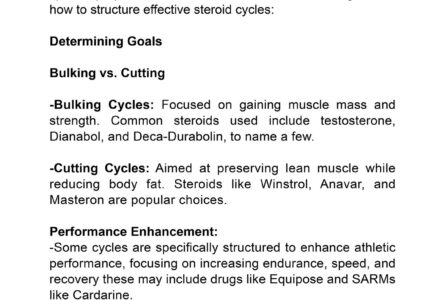 how to structure effective steroid cycles:
Determining Goals
Bulking vs. Cutting
-Bulking Cycles: Focused on gaining muscle mass and
strength. Common steroids used include testosterone,
Dianabol, and Deca-Durabolin, to name a few.
-Cutting Cycles: Aimed at preserving lean muscle while
reducing body fat. Steroids like Winstrol, Anavar, and
Masteron are popular choices.
Performance Enhancement:
-Some cycles are specifically structured to enhance athletic
performance, focusing on increasing endurance, speed, and
recovery these may include drugs like Equipose and SARMs
like Cardarine.